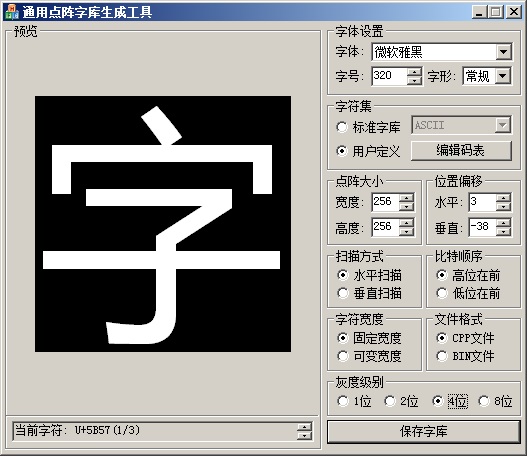 通用点阵字库生成工具
预览
字
当前字符: U+5B57(1/3)
字体设置
字体: 微软雅黑
字号: 320 字形: 常规
字符集
标准字库 ASCII
用户定义 编辑码表
点阵大小
宽度: 256
高度: 256
位置偏移
水平: 3
垂直: -38
扫描方式
水平扫描
垂直扫描
比特顺序
高位在前
低位在前
字符宽度
固定宽度
可变宽度
文件格式
CPP文件
BIN文件
灰度级别
1位 2位 4位 8位
保存字库